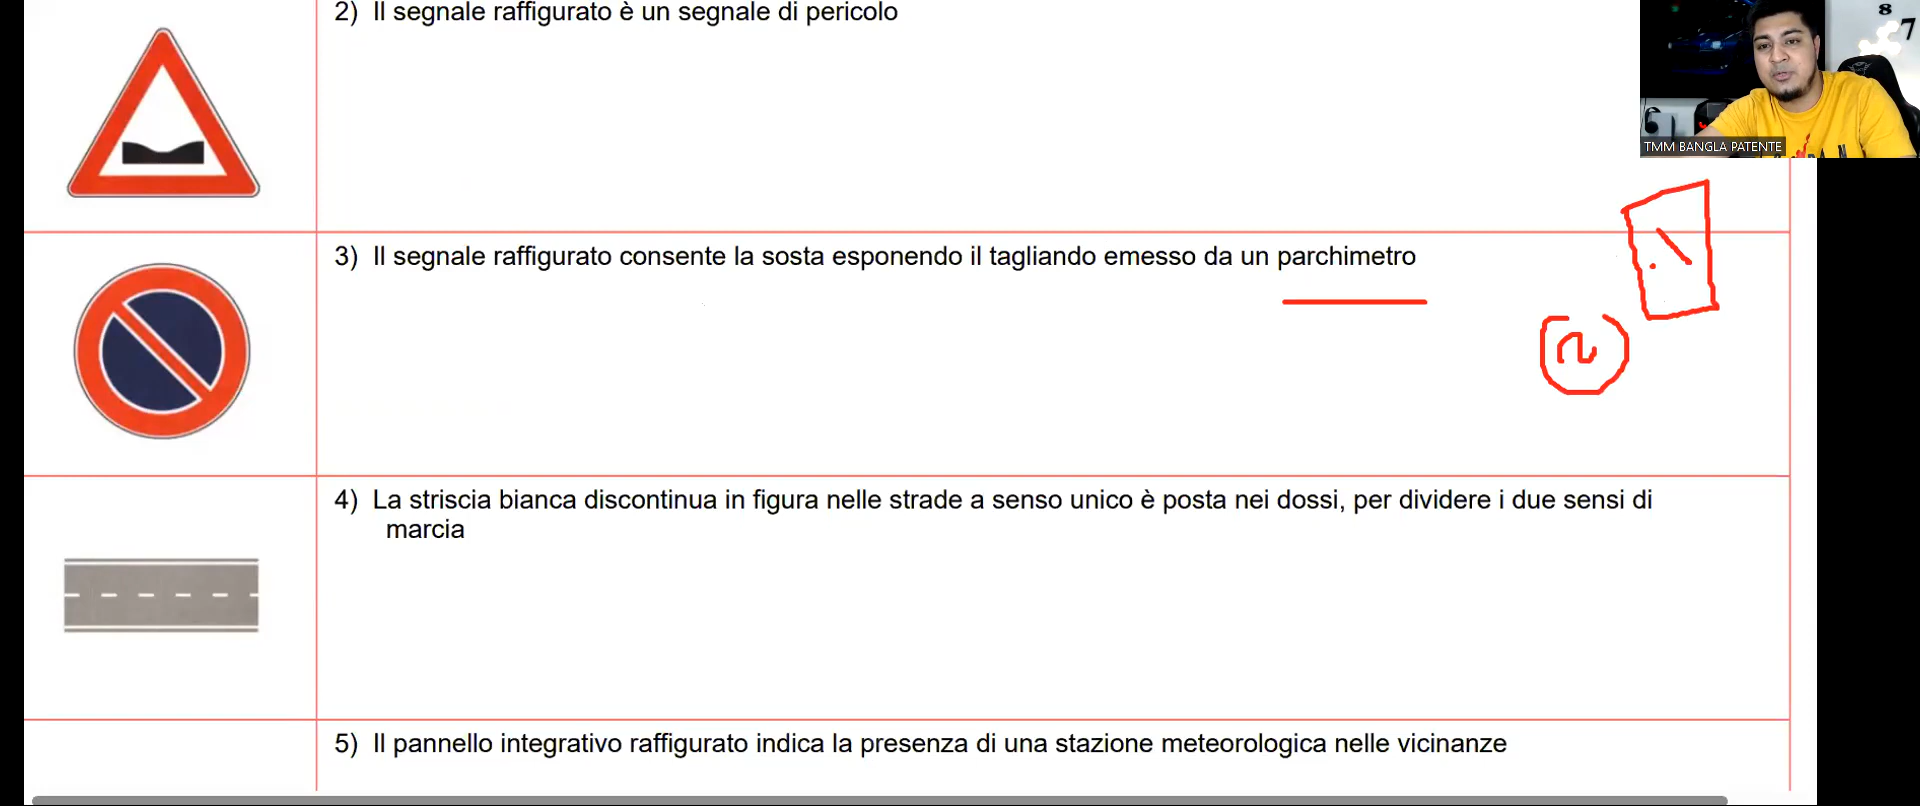 2) Il segnale raffigurato è un segnale di pericolo
8
7
TMM BANGLA PATENTE
3) Il segnale raffigurato consente la sosta esponendo il tagliando emesso da un parchimetro
4) La striscia bianca discontinua in figura nelle strade a senso unico è posta nei dossi, per dividere i due sensi di
marcia
5) Il pannello integrativo raffigurato indica la presenza di una stazione meteorologica nelle vicinanze